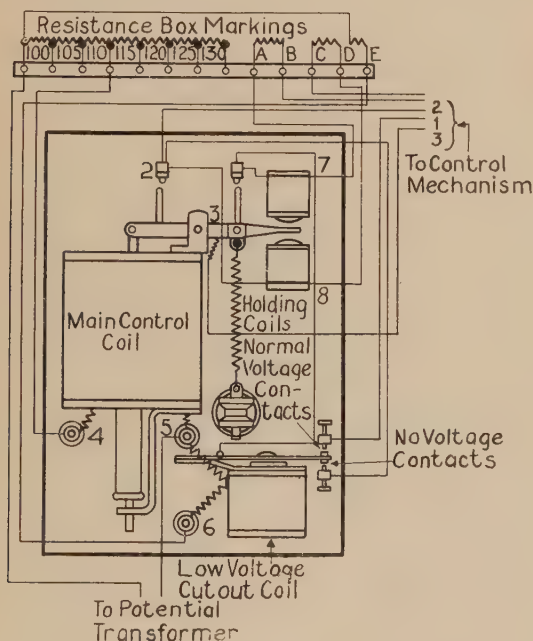 Resistance Box Markings
100 105 110 115 120 125 130 A B C D E
2
1
3
To Control
Mechanism
2
7
3
8
Main Control
Coil
Holding
Coils
Normal
Voltage
Con-
tacts
4
5
No Voltage
Contacts
6
Low Voltage
Cutout Coil
To Potential
Transformer